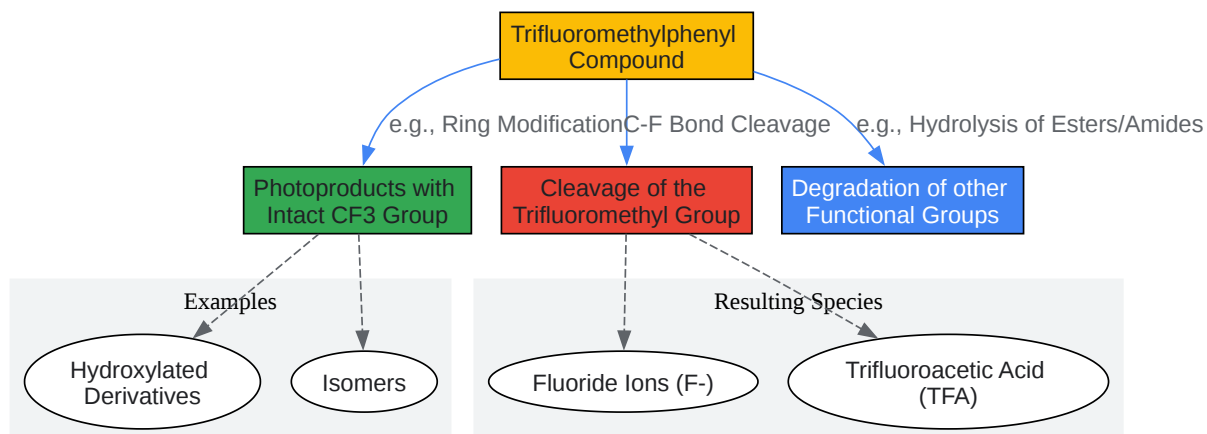 Trifluoromethylphenyl
Compound
e.g., Ring Modification
C-F Bond Cleavage
e.g., Hydrolysis of Esters/Amides
Photoproducts with
Intact CF3 Group
Cleavage of the
Trifluoromethyl Group
Degradation of other
Functional Groups
Examples
Resulting Species
Hydroxylated
Derivatives
Isomers
Fluoride Ions (F-)
Trifluoroacetic Acid
(TFA)